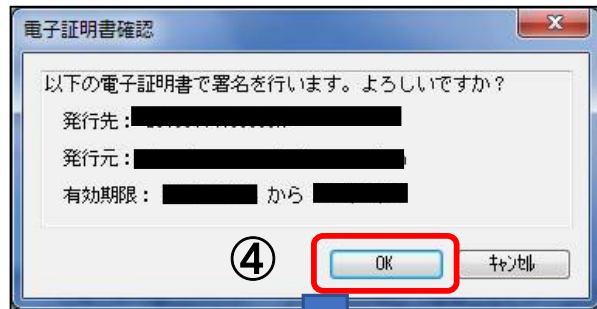 電子証明書確認
以下の電子証明書で署名を行います。よろしいですか?
発行先:
発行元:
有効期限: から
④ OK キャンセル